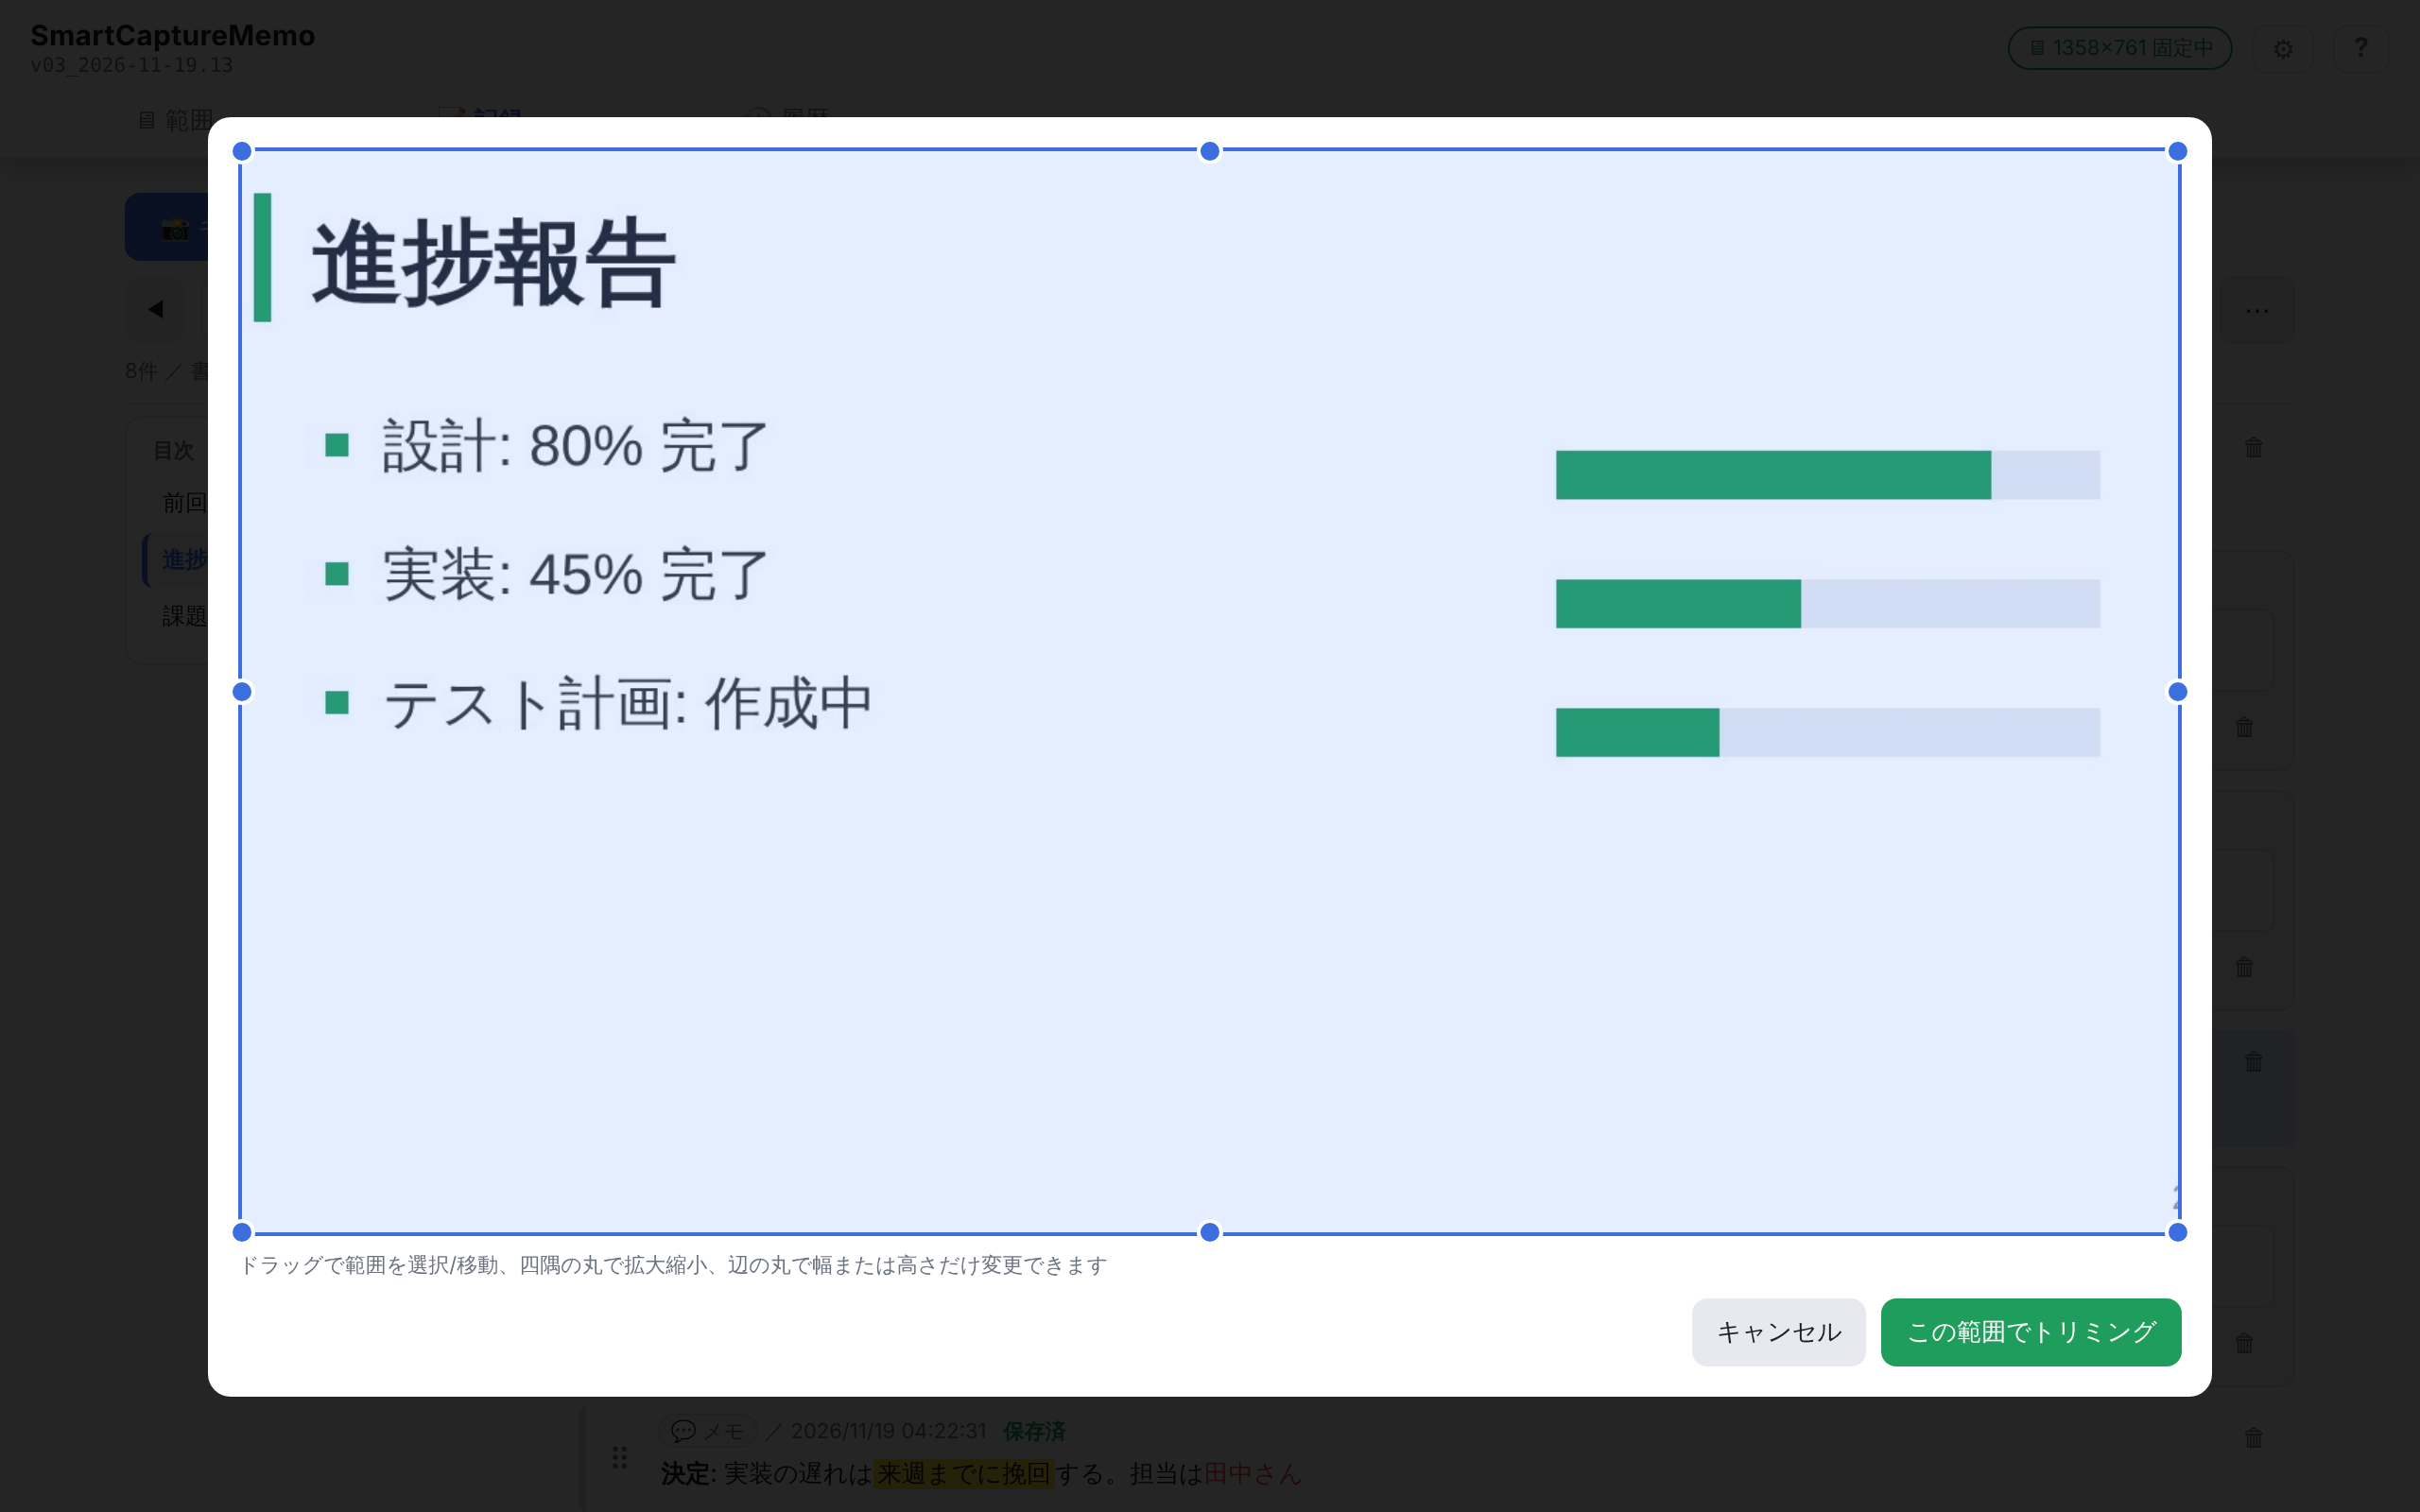 SmartCaptureMemo
v03_2026-11-19.13
1358×761 固定中
?
範囲
記録
履歴
進捗報告
設計: 80% 完了
実装: 45% 完了
テスト計画: 作成中
8件 ／ 書
目次
前回
進捗
課題
ドラッグで範囲を選択/移動、四隅の丸で拡大縮小、辺の丸で幅または高さだけ変更できます
キャンセル
この範囲でトリミング
メモ ／ 2026/11/19 04:22:31 保存済
決定: 実装の遅れは来週までに挽回する。担当は田中さん